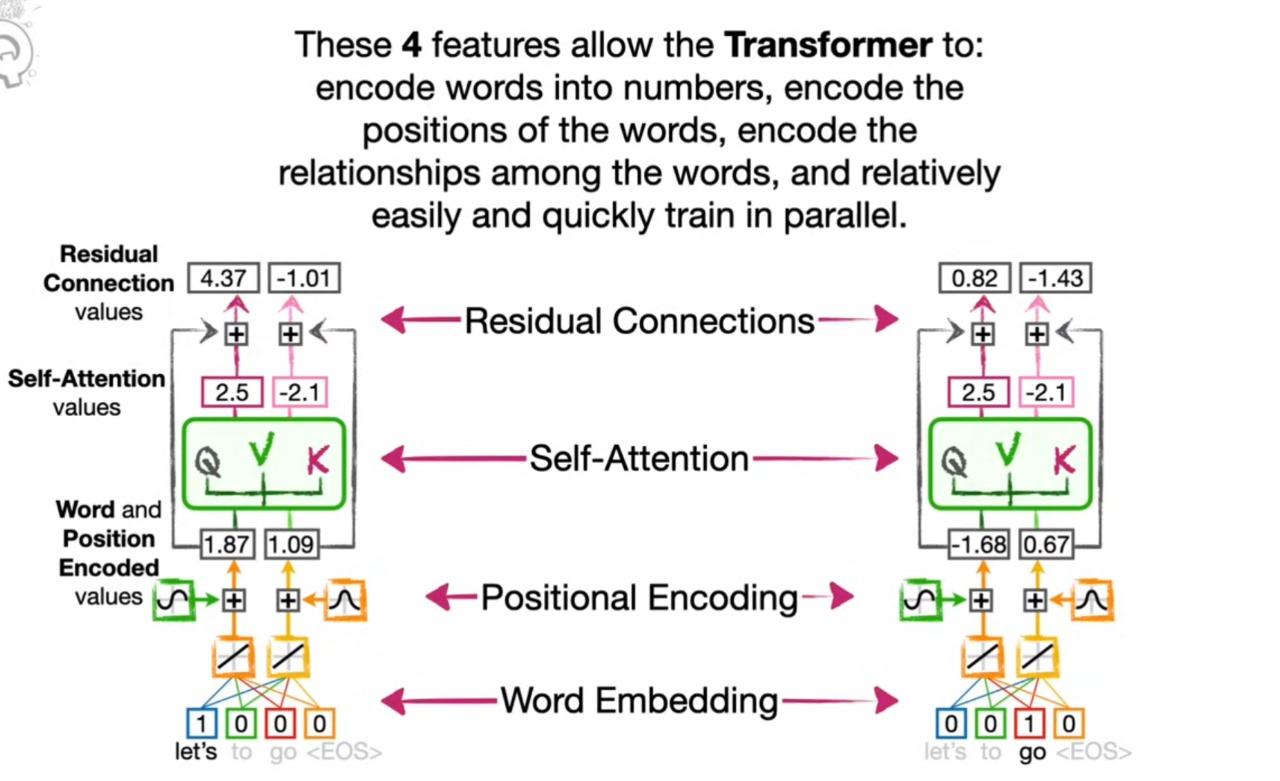 These 4 features allow the Transformer to:
encode words into numbers, encode the
positions of the words, encode the
relationships among the words, and relatively
easily and quickly train in parallel.
Residual
Connection
values
4.37 -1.01
0.82 -1.43
Residual Connections
+ +
+ +
Self-Attention
values
2.5 -2.1
2.5 -2.1
Q V K
Self-Attention
Q V K
Word and
Position
Encoded
values
1.87 1.09
-1.68 0.67
+ +
Positional Encoding
+ +
Word Embedding
1 0 0 0
0 0 1 0
let's to go <EOS>
let's to go <EOS>